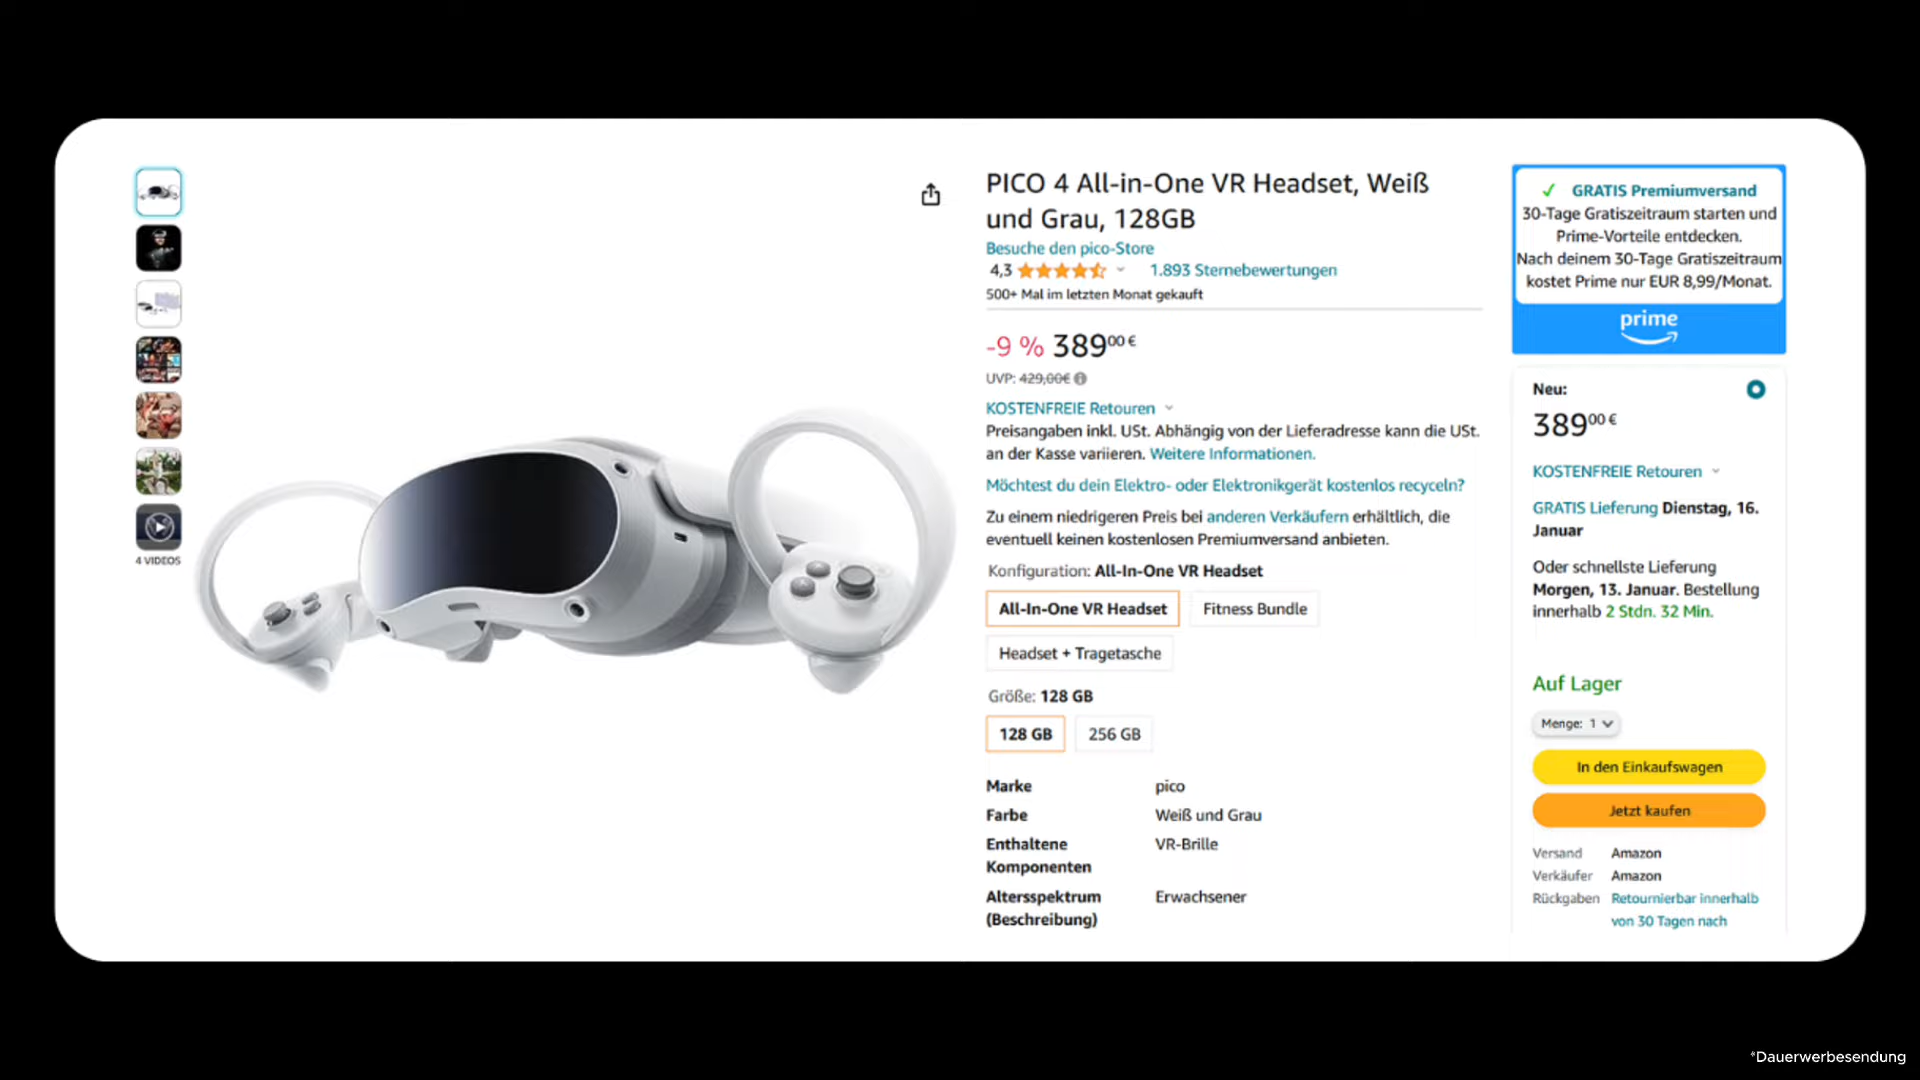 4 VIDEOS
PICO 4 All-in-One VR Headset, Weiß
und Grau, 128GB
Besuche den pico-Store
4,3
1.893 Sternebewertungen
500+ Mal im letzten Monat gekauft
-9 % 38900 €
UVP: 429,00€
KOSTENFREIE Retouren
Preisangaben inkl. USt. Abhängig von der Lieferadresse kann die USt.
an der Kasse variieren. Weitere Informationen.
Möchtest du dein Elektro- oder Elektronikgerät kostenlos recyceln?
Zu einem niedrigeren Preis bei anderen Verkäufern erhältlich, die
eventuell keinen kostenlosen Premiumversand anbieten.
Konfiguration: All-In-One VR Headset
All-In-One VR Headset
Fitness Bundle
Headset + Tragetasche
Größe: 128 GB
128 GB
256 GB
Marke pico
Farbe Weiß und Grau
Enthaltene VR-Brille
Komponenten
Altersspektrum Erwachsener
(Beschreibung)
GRATIS Premiumversand
30-Tage Gratiszeitraum starten und
Prime-Vorteile entdecken.
Nach deinem 30-Tage Gratiszeitraum
kostet Prime nur EUR 8,99/Monat.
prime
Neu:
38900 €
KOSTENFREIE Retouren
GRATIS Lieferung Dienstag, 16.
Januar
Oder schnellste Lieferung
Morgen, 13. Januar. Bestellung
innerhalb 2 Stdn. 32 Min.
Auf Lager
Menge: 1
In den Einkaufswagen
Jetzt kaufen
Versand Amazon
Verkäufer Amazon
Rückgaben Retournierbar innerhalb
von 30 Tagen nach
*Dauerwerbesendung